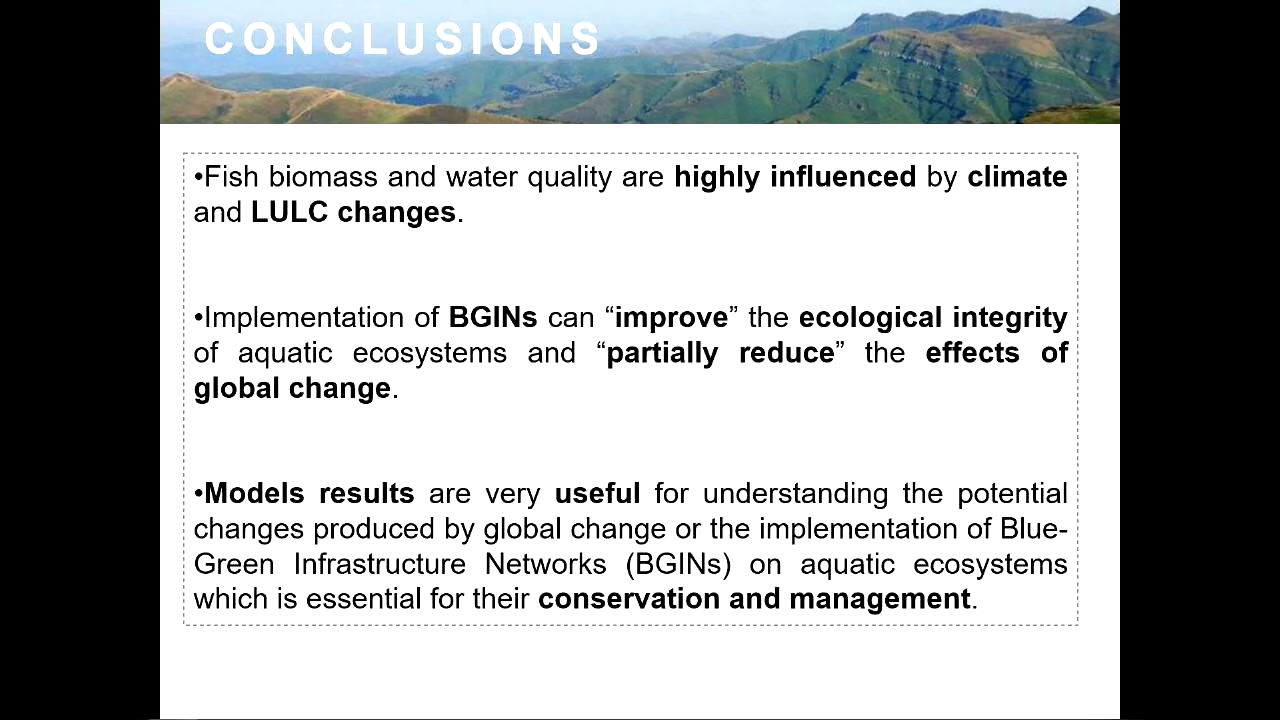 CONCLUSIONS
•Fish biomass and water quality are highly influenced by climate
and LULC changes.
•Implementation of BGINs can “improve” the ecological integrity
of aquatic ecosystems and “partially reduce” the effects of
global change.
•Models results are very useful for understanding the potential
changes produced by global change or the implementation of Blue-
Green Infrastructure Networks (BGINs) on aquatic ecosystems
which is essential for their conservation and management.